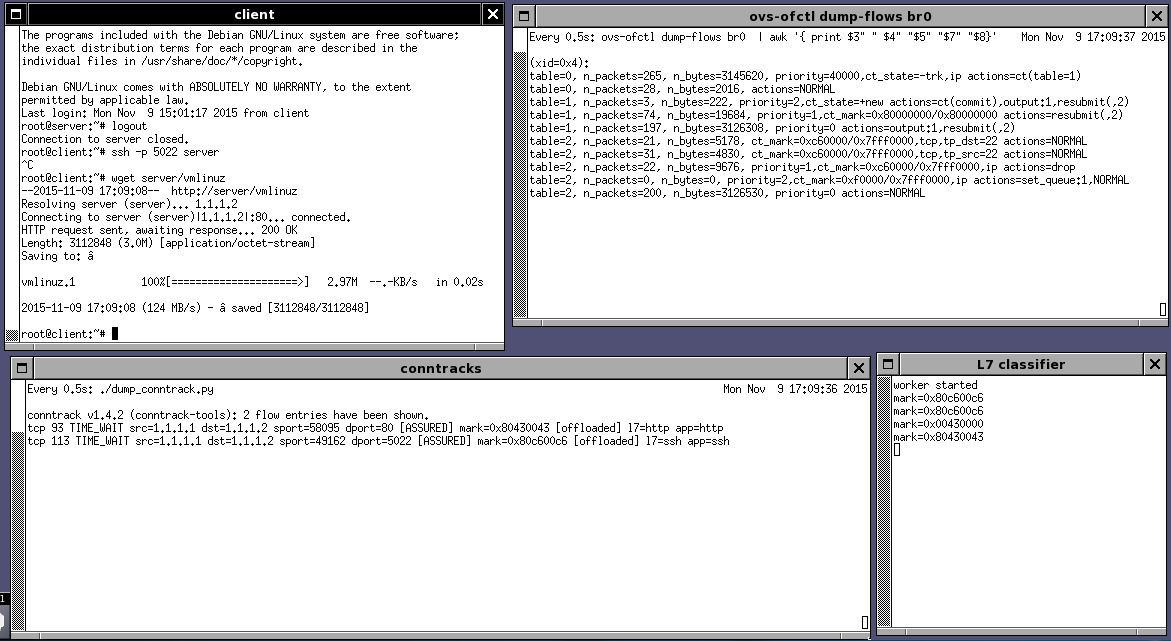 client
The programs included with the Debian GNU/Linux system are free software;
the exact distribution terms for each program are described in the
individual files in /usr/share/doc/*/copyright.
Debian GNU/Linux comes with ABSOLUTELY NO WARRANTY, to the extent
permitted by applicable law.
Last login: Mon Nov  9 15:01:17 2015 from client
root@server:~# logout
Connection to server closed.
root@client:~# ssh -p 5022 server
^C
root@client:~# wget server/vmlinuz
--2015-11-09 17:09:08--  http://server/vmlinuz
Resolving server (server)... 1.1.1.2
Connecting to server (server)|1.1.1.2|:80... connected.
HTTP request sent, awaiting response... 200 OK
Length: 3112848 (3.0M) [application/octet-stream]
Saving to: â
vmlinuz.1           100%[=====================>]   2.97M  --.-KB/s   in 0.02s
2015-11-09 17:09:08 (124 MB/s) - â saved [3112848/3112848]
root@client:~#
ovs-ofctl dump-flows br0
Every 0.5s: ovs-ofctl dump-flows br0  | awk '{ print $3" " $4" "$5" "$7" "$8}'    Mon Nov  9 17:09:37 2015
(xid=0x4):
table=0, n_packets=265, n_bytes=3145620, priority=40000,ct_state=-trk,ip actions=ct(table=1)
table=0, n_packets=28, n_bytes=2016, actions=NORMAL
table=1, n_packets=3, n_bytes=222, priority=2,ct_state=+new actions=ct(commit),output:1,resubmit(,2)
table=1, n_packets=74, n_bytes=19684, priority=1,ct_mark=0x80000000/0x80000000 actions=resubmit(,2)
table=1, n_packets=197, n_bytes=3126308, priority=0 actions=output:1,resubmit(,2)
table=2, n_packets=21, n_bytes=5178, ct_mark=0xc60000/0x7fff0000,tcp,tp_dst=22 actions=NORMAL
table=2, n_packets=31, n_bytes=4830, ct_mark=0xc60000/0x7fff0000,tcp,tp_src=22 actions=NORMAL
table=2, n_packets=22, n_bytes=9676, priority=1,ct_mark=0xc60000/0x7fff0000,ip actions=drop
table=2, n_packets=0, n_bytes=0, priority=2,ct_mark=0xf0000/0x7fff0000,ip actions=set_queue:1,NORMAL
table=2, n_packets=200, n_bytes=3126530, priority=0 actions=NORMAL
conntracks
Every 0.5s: ./dump_conntrack.py    Mon Nov  9 17:09:36 2015
conntrack v1.4.2 (conntrack-tools): 2 flow entries have been shown.
tcp 93 TIME_WAIT src=1.1.1.1 dst=1.1.1.2 sport=58095 dport=80 [ASSURED] mark=0x80430043 [offloaded] l7=http app=http
tcp 113 TIME_WAIT src=1.1.1.1 dst=1.1.1.2 sport=49162 dport=5022 [ASSURED] mark=0x80c600c6 [offloaded] l7=ssh app=ssh
L7 classifier
worker started
mark=0x80c600c6
mark=0x80c600c6
mark=0x00430000
mark=0x80430043
1